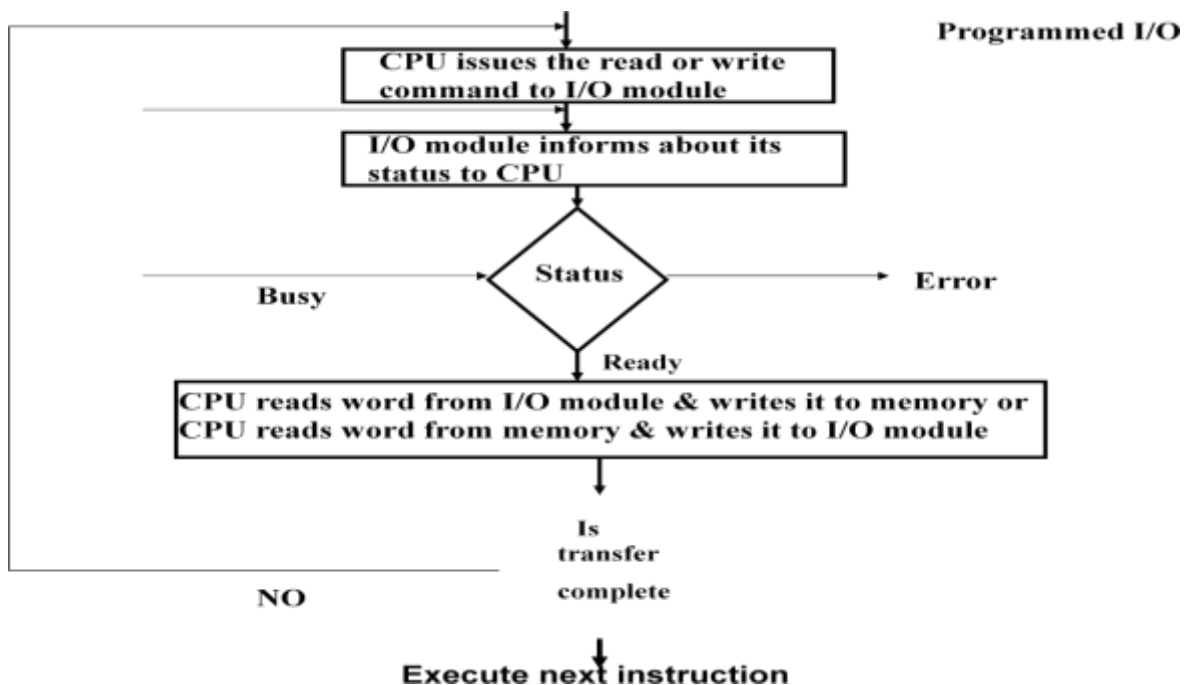 Programmed I/O
CPU issues the read or write
command to I/O module
I/O module informs about its
status to CPU
Status
Busy
Error
Ready
CPU reads word from I/O module & writes it to memory or
CPU reads word from memory & writes it to I/O module
Is
transfer
complete
NO
Execute next instruction